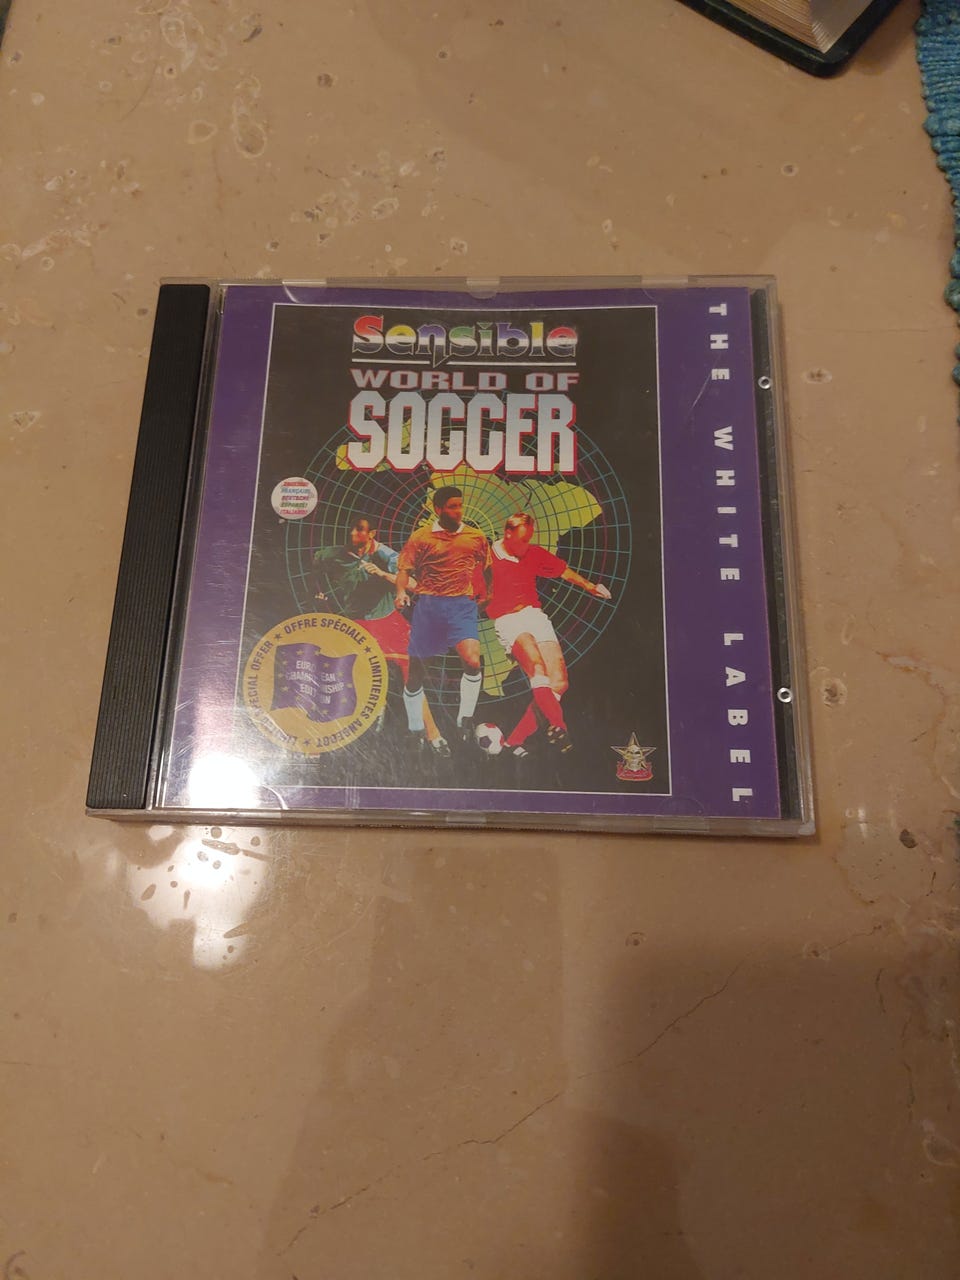 Sensible
WORLD OF
SOCCER
THE WHITE LABEL
ENGLISH!
FRANÇAIS!
DEUTSCH!
ESPAÑOL!
ITALIANO!
SPECIAL OFFER ★ OFFRE SPÉCIALE ★ LIMITIERTES ANGEBOT ★
EUROPEAN
CHAMPIONSHIP
EDITION